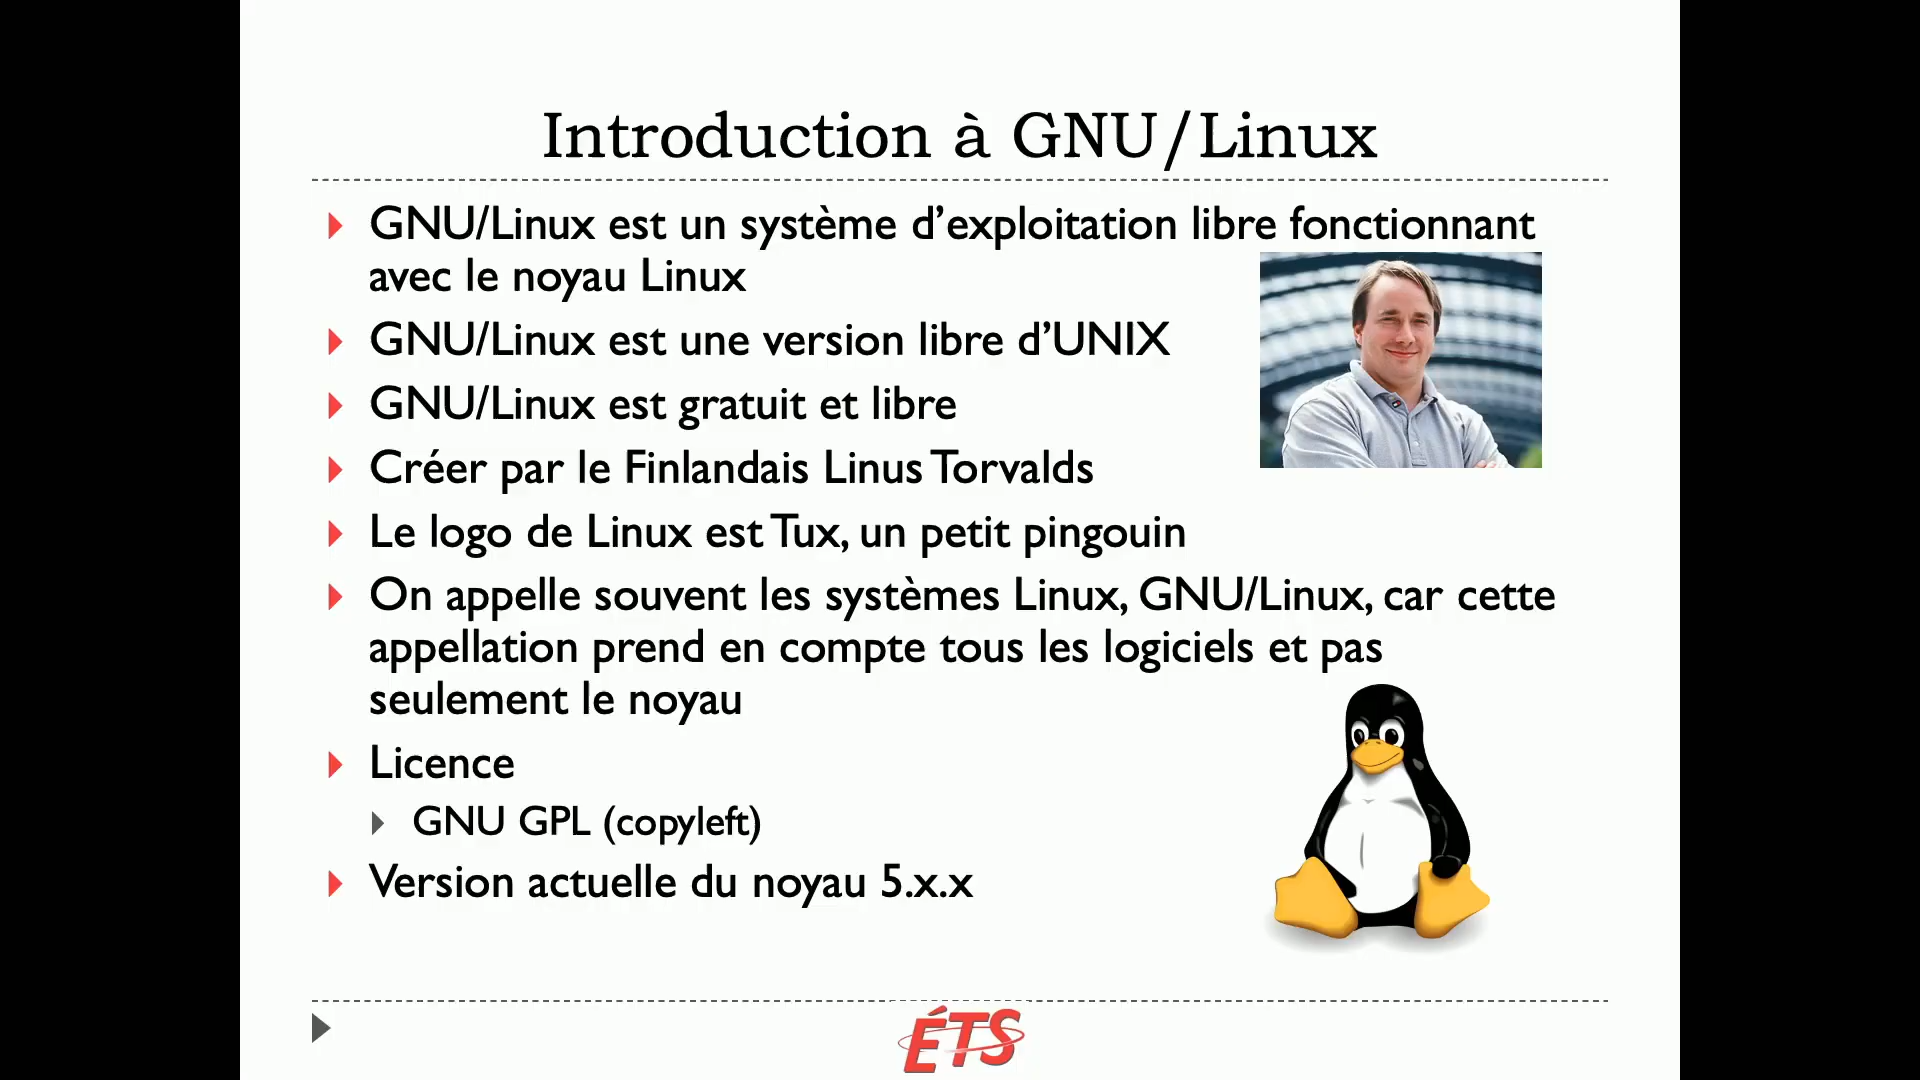 Introduction à GNU/Linux
GNU/Linux est un système d’exploitation libre fonctionnant
avec le noyau Linux
GNU/Linux est une version libre d’UNIX
GNU/Linux est gratuit et libre
Créer par le Finlandais Linus Torvalds
Le logo de Linux est Tux, un petit pingouin
On appelle souvent les systèmes Linux, GNU/Linux, car cette
appellation prend en compte tous les logiciels et pas
seulement le noyau
Licence
GNU GPL (copyleft)
Version actuelle du noyau 5.x.x
ÉTS